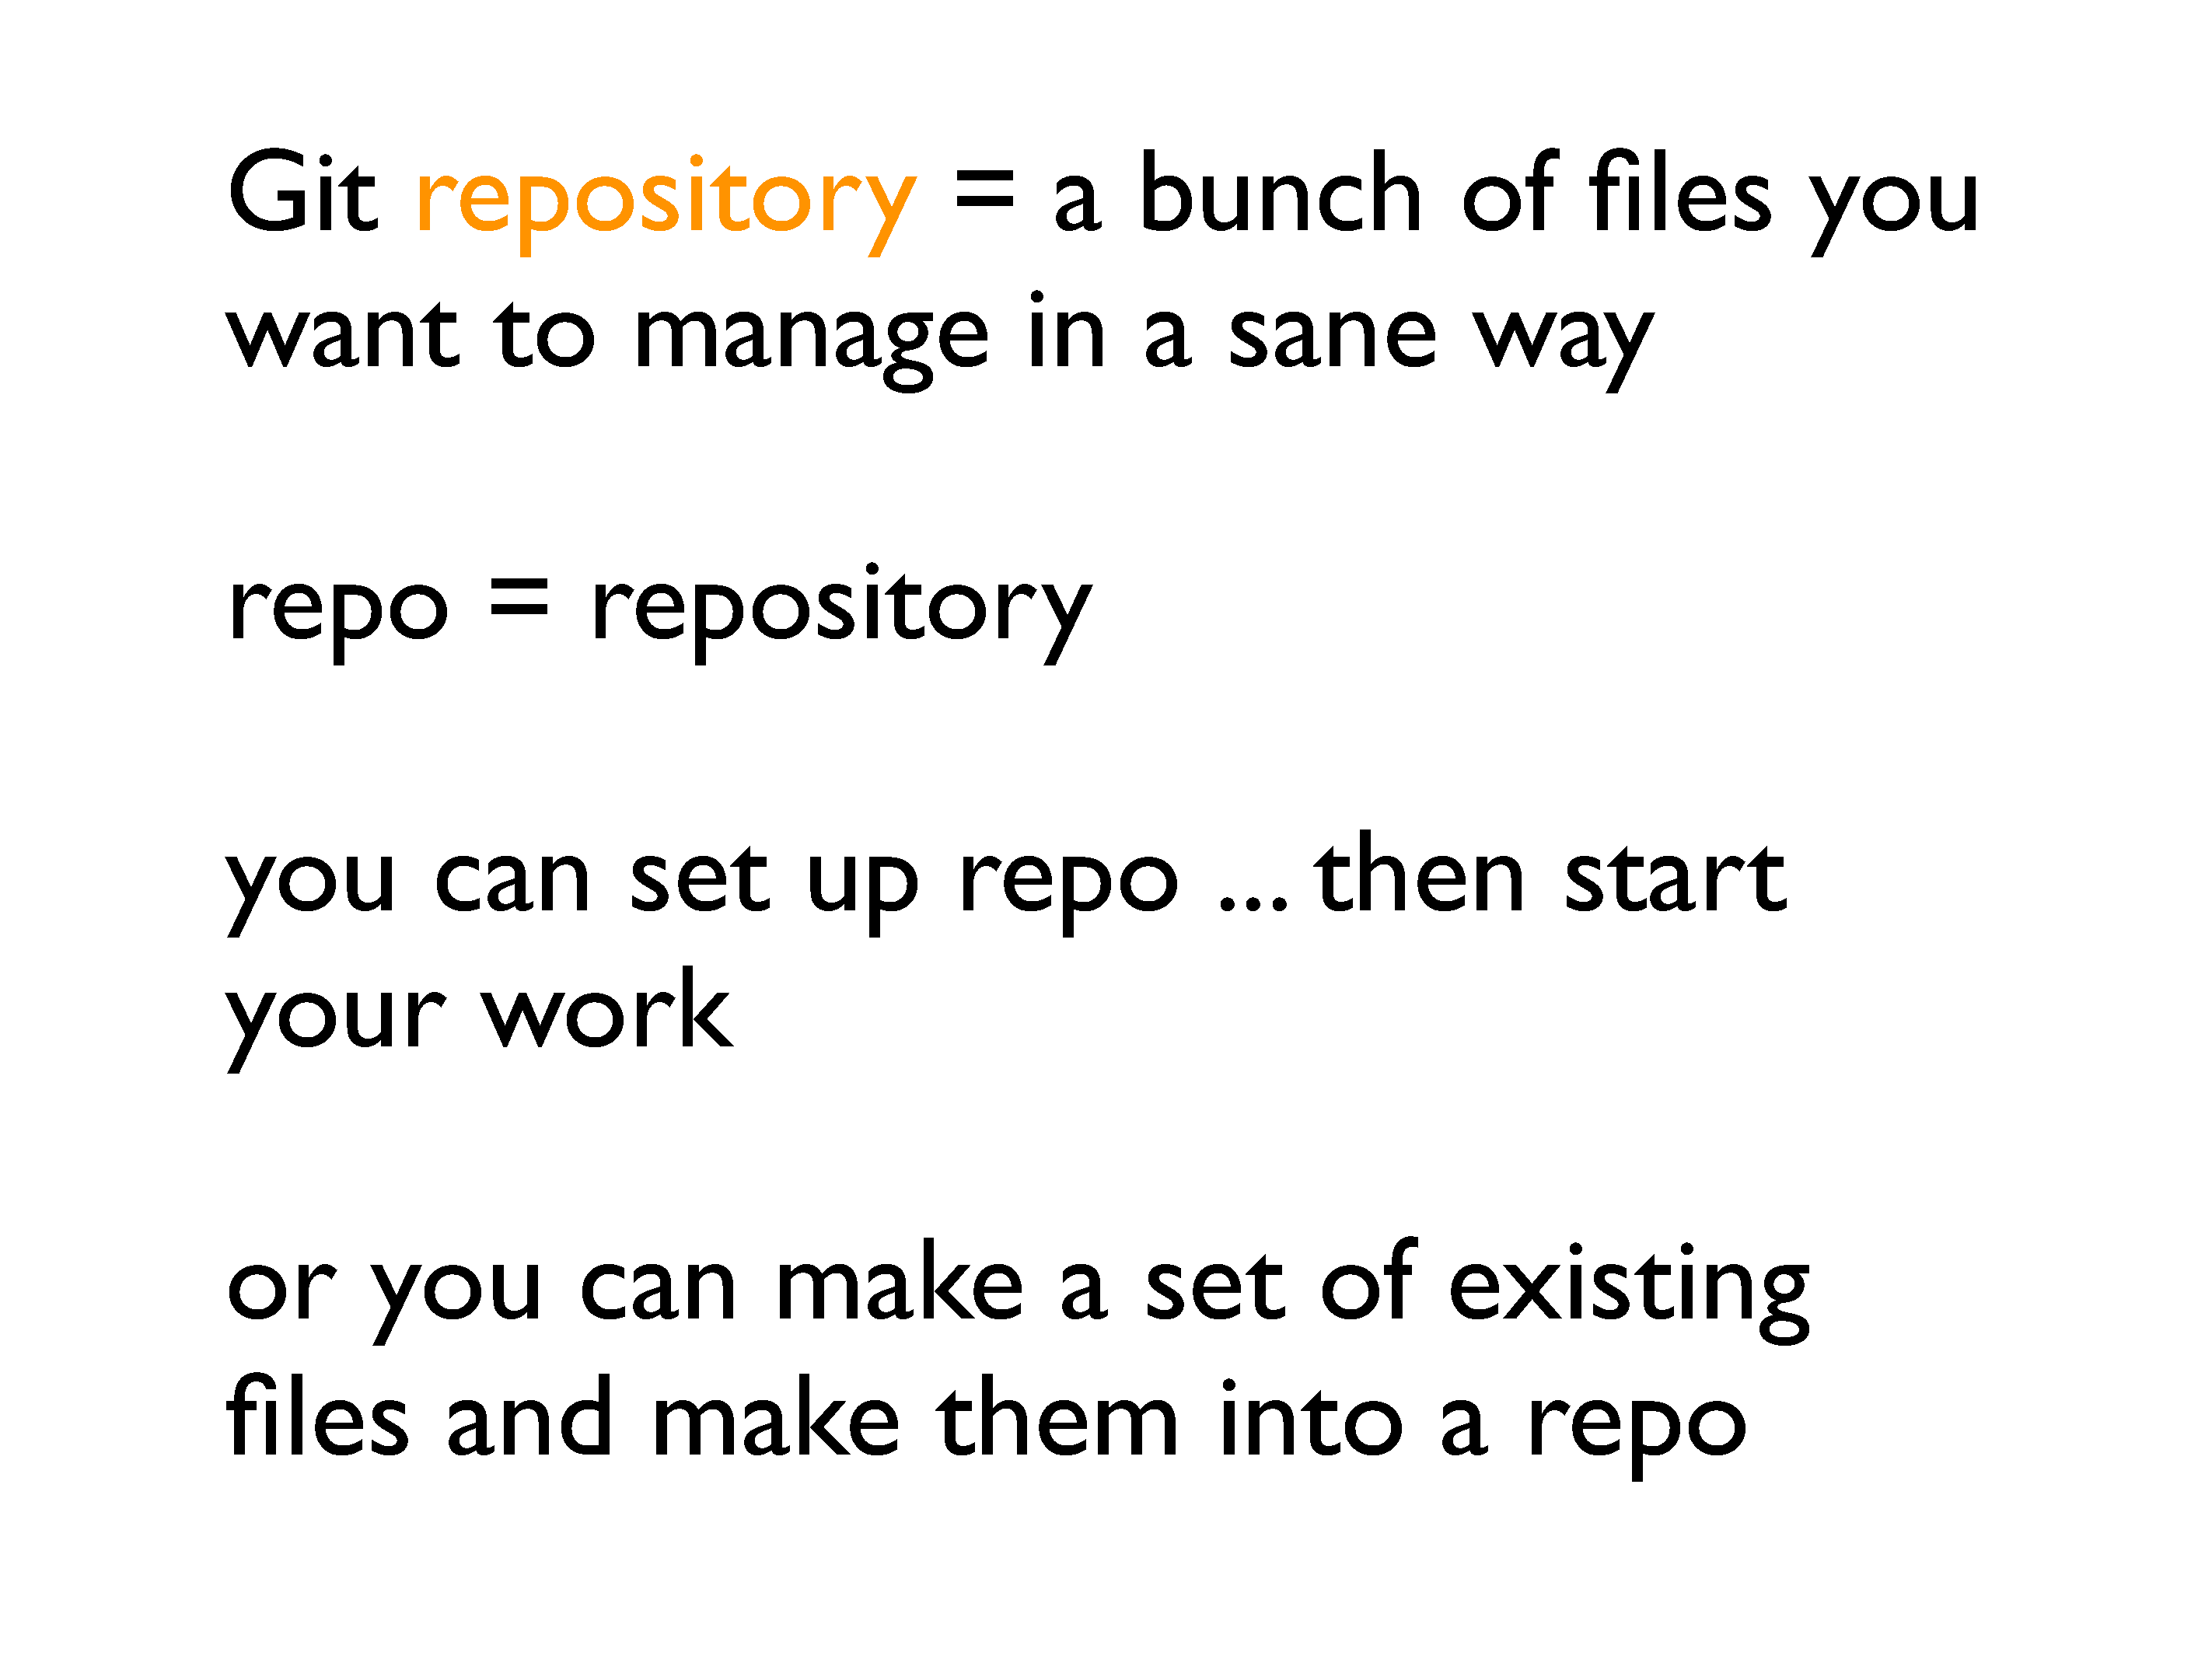 Git repository = a bunch of files you
want to manage in a sane way
repo = repository
you can set up repo ... then start
your work
or you can make a set of existing
files and make them into a repo